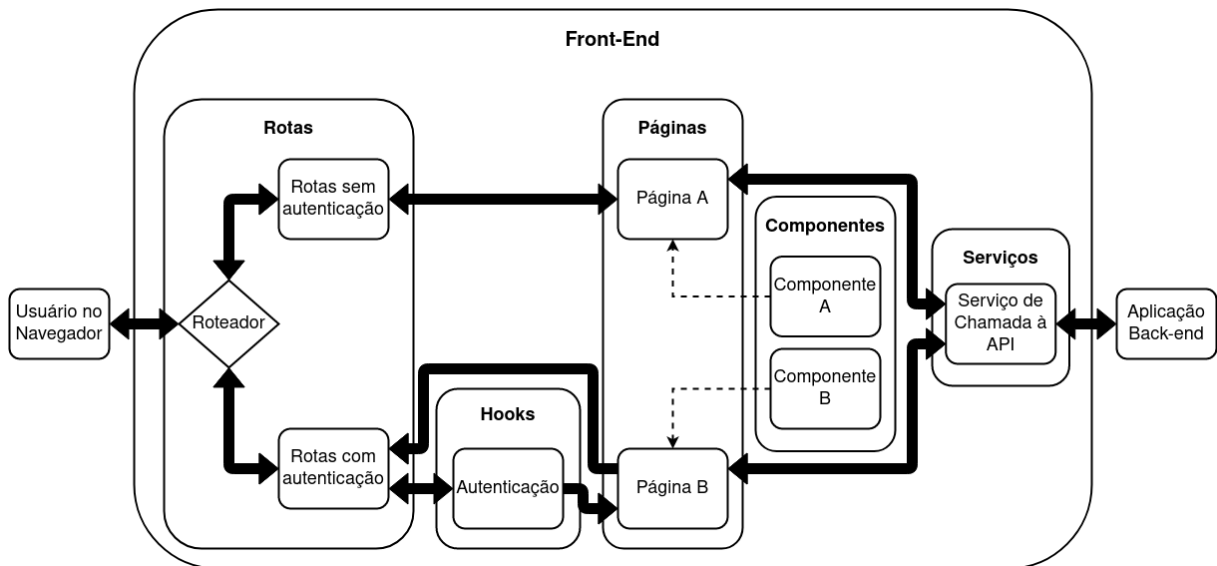 Front-End
Rotas
Páginas
Rotas sem
autenticação
Página A
Componentes
Serviços
Componente
A
Usuário no
Navegador
Roteador
Serviço de
Chamada à
API
Aplicação
Back-end
Componente
B
Hooks
Rotas com
autenticação
Autenticação
Página B